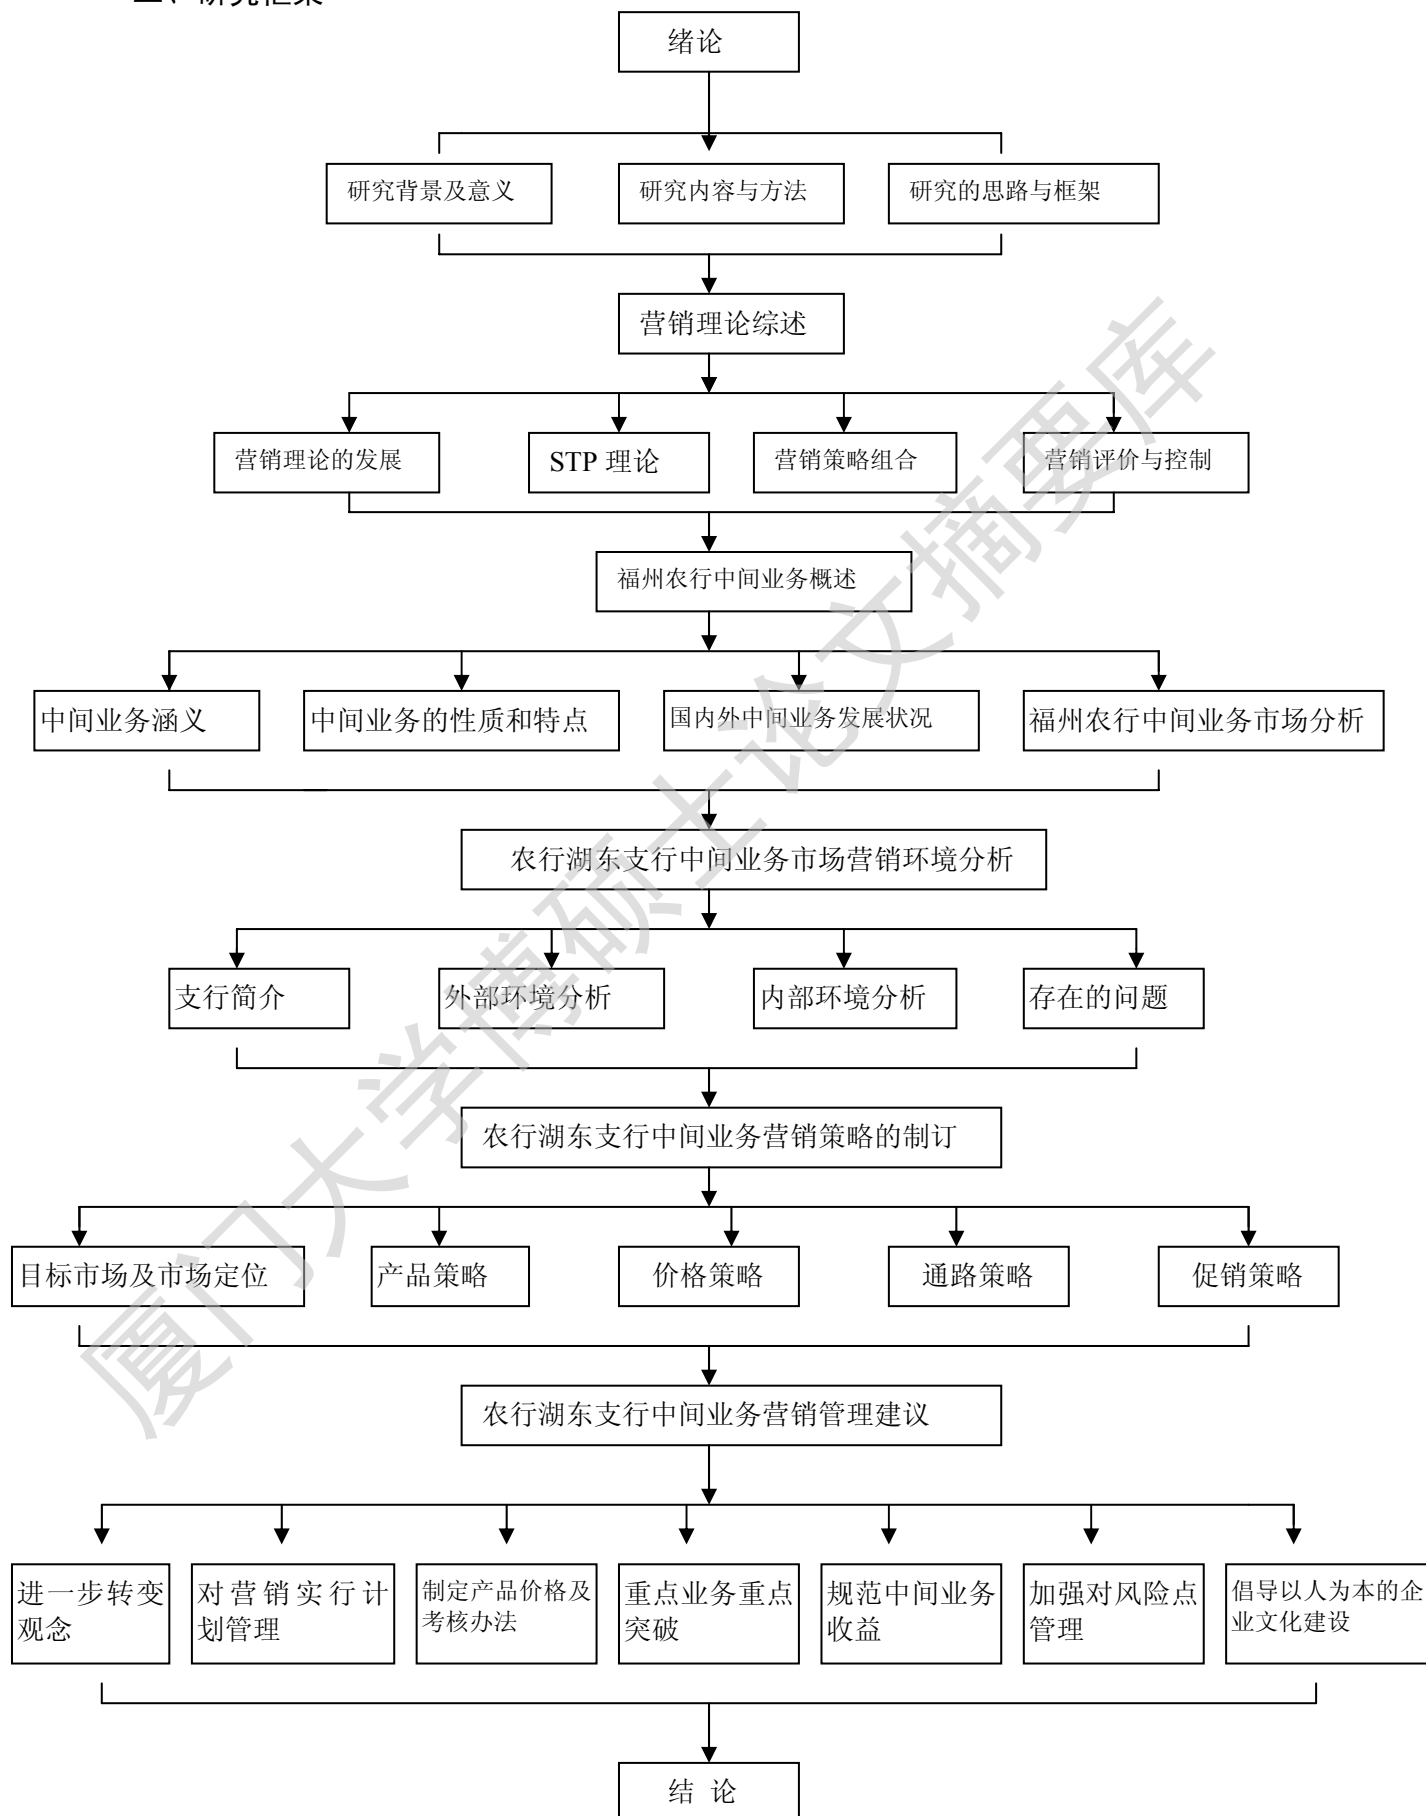 二、研究框架
绪论
研究背景及意义
研究内容与方法
研究的思路与框架
营销理论综述
营销理论的发展
STP 理论
营销策略组合
营销评价与控制
福州农行中间业务概述
中间业务涵义
中间业务的性质和特点
国内外中间业务发展状况
福州农行中间业务市场分析
农行湖东支行中间业务市场营销环境分析
支行简介
外部环境分析
内部环境分析
存在的问题
农行湖东支行中间业务营销策略的制订
目标市场及市场定位
产品策略
价格策略
通路策略
促销策略
农行湖东支行中间业务营销管理建议
进一步转变
观念
对营销实行计
划管理
制定产品价格及
考核办法
重点业务重点
突破
规范中间业务
收益
加强对风险点
管理
倡导以人为本的企
业文化建设
结 论
厦门大学博硕士论文摘要库